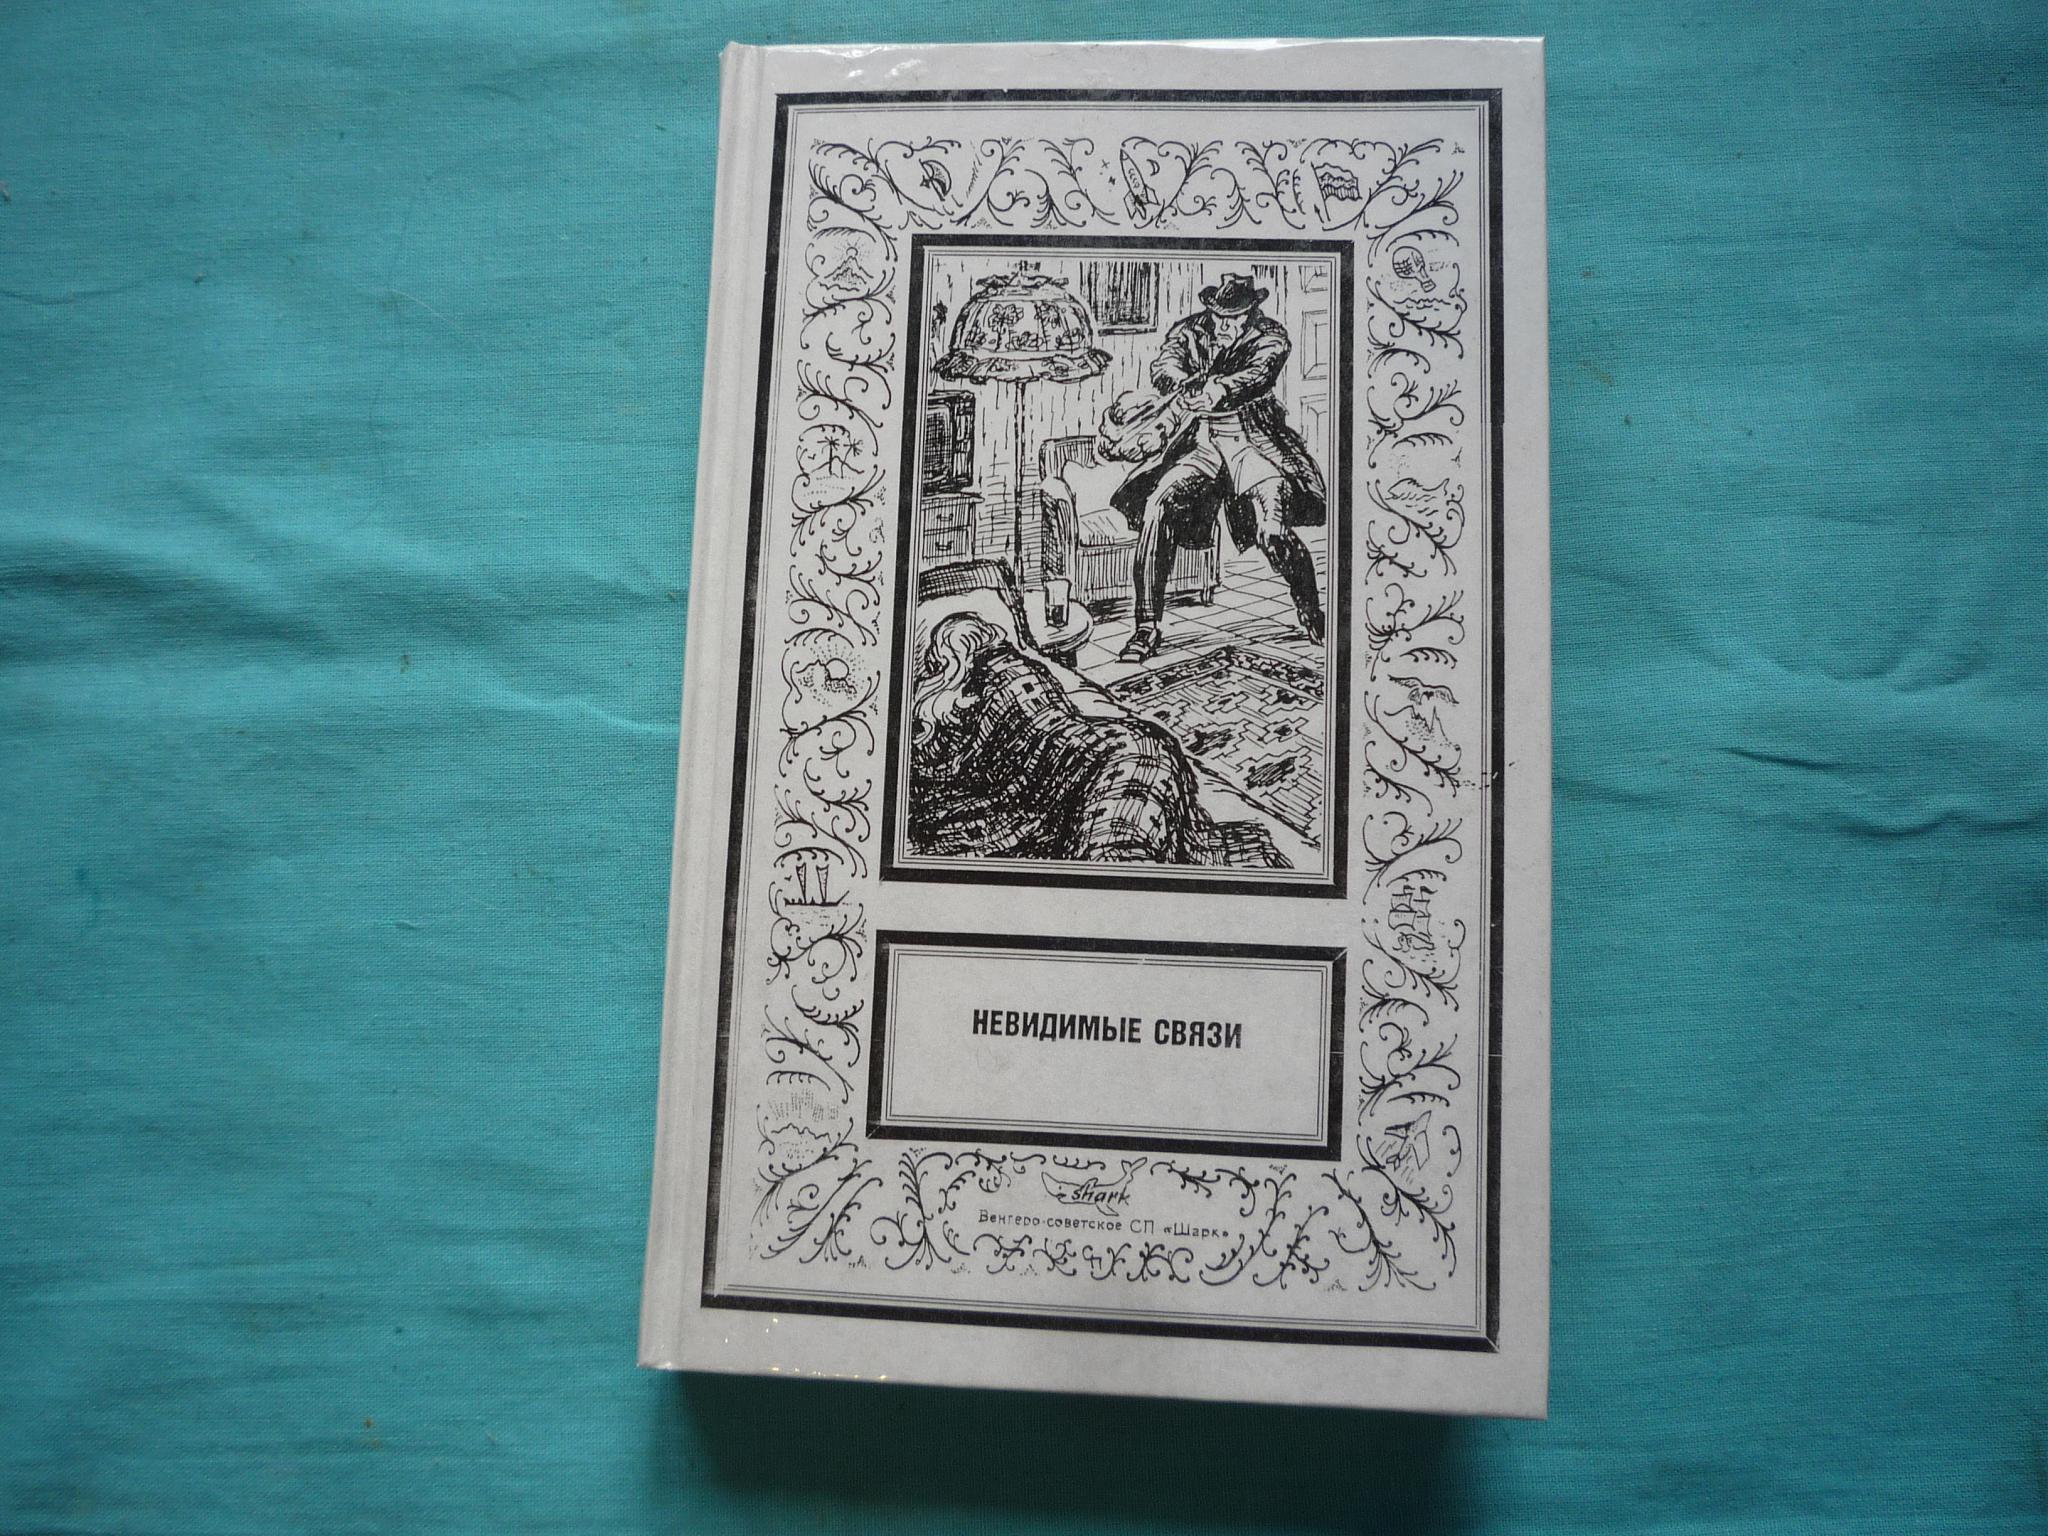 НЕВИДИМЫЕ СВЯЗИ
shark
Венгеро-советское СП «Шарк»